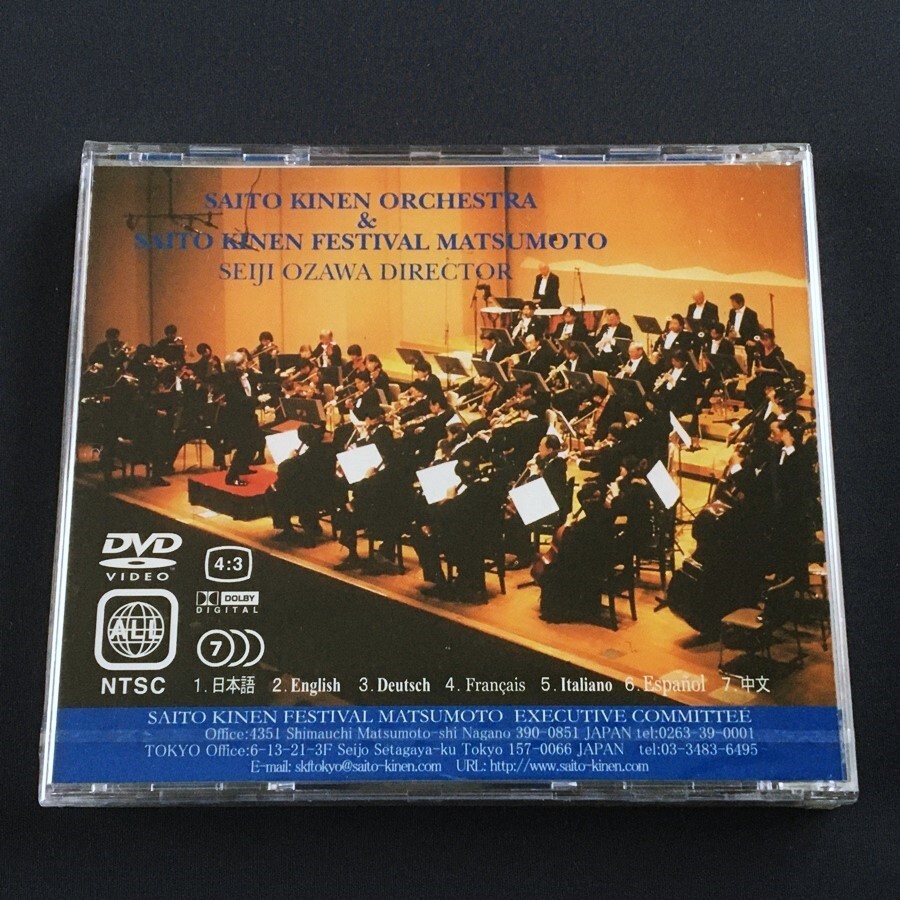 SAITO KINEN ORCHESTRA
&
SAITO KINEN FESTIVAL MATSUMOTO
SEIJI OZAWA DIRECTOR
DVD
VIDEO
4:3
ALL
NTSC
DOLBY
DIGITAL
7
1.日本語 2.English 3.Deutsch 4.Français 5.Italiano 6.Español 7.中文
SAITO KINEN FESTIVAL MATSUMOTO EXECUTIVE COMMITTEE
Office:4351 Shimauchi Matsumoto-shi Nagano 390-0851 JAPAN tel:0263-39-0001
TOKYO Office:6-13-21-3F Seijo Setagaya-ku Tokyo 157-0066 JAPAN tel:03-3483-6495
E-mail: skftokyo@saito-kinen.com URL: http://www.saito-kinen.com